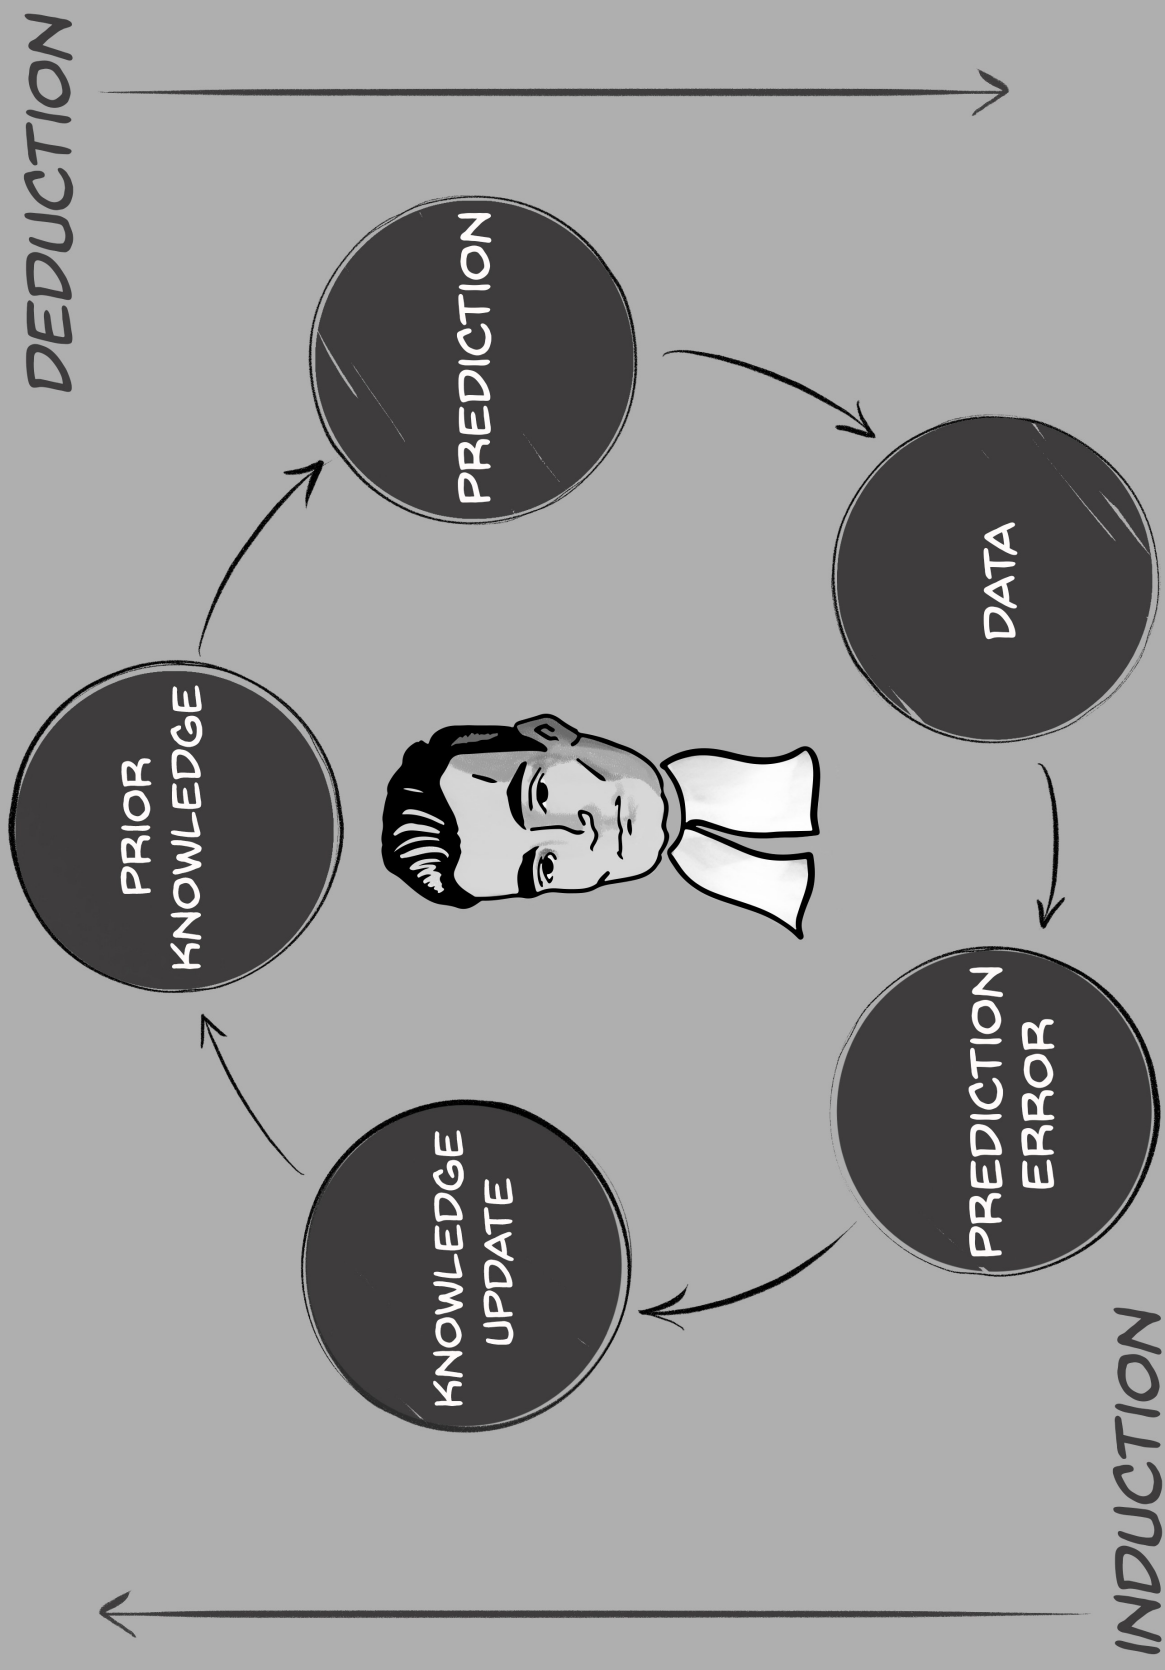 DEDUCTION
PRIOR
KNOWLEDGE
PREDICTION
DATA
PREDICTION
ERROR
KNOWLEDGE
UPDATE
INDUCTION